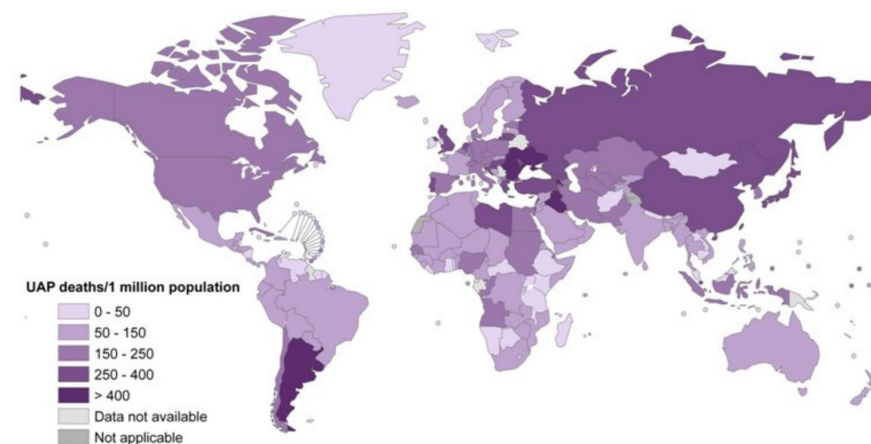 UAP deaths/1 million population
0 - 50
50 - 150
150 - 250
250 - 400
> 400
Data not available
Not applicable